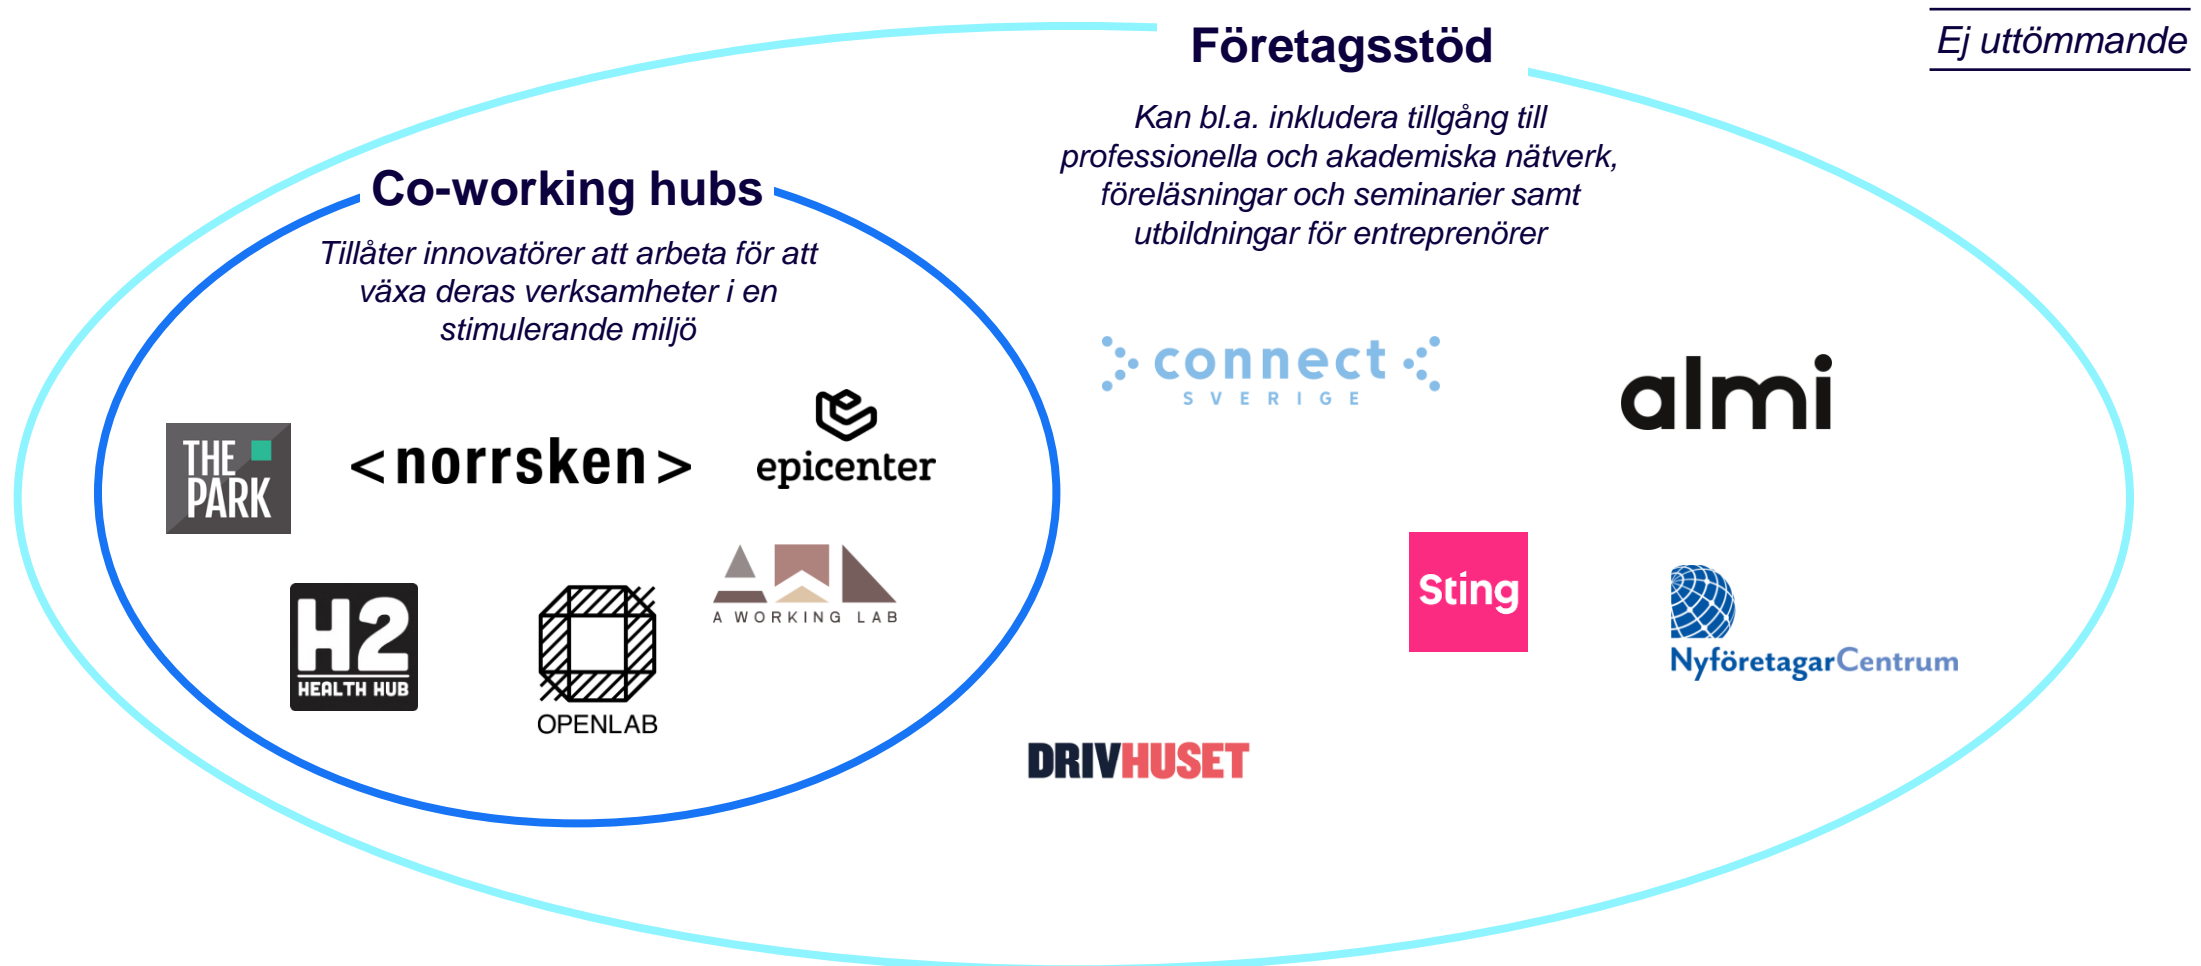 Företagsstöd
Ej uttömmande
Kan bl.a. inkludera tillgång till
professionella och akademiska nätverk,
föreläsningar och seminarier samt
utbildningar för entreprenörer
Co-working hubs
Tillåter innovatörer att arbeta för att
växa deras verksamheter i en
stimulerande miljö
connect
SVERIGE
almi
THE
PARK
<norrsken>
epicenter
A WORKING LAB
H2
HEALTH HUB
OPENLAB
Sting
NyföretagarCentrum
DRIVHUSET